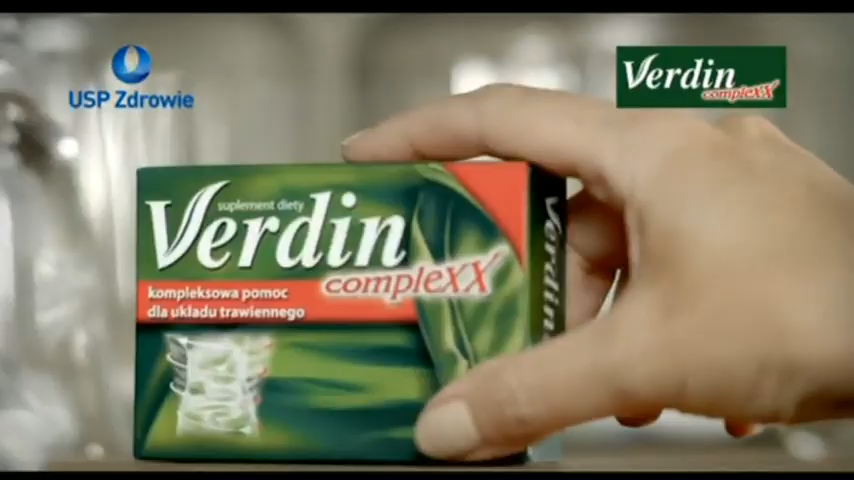 USP Zdrowie
Verdin
complexx
suplement diety
Verdin
complexx
kompleksowa pomoc
dla układu trawiennego
Verdin